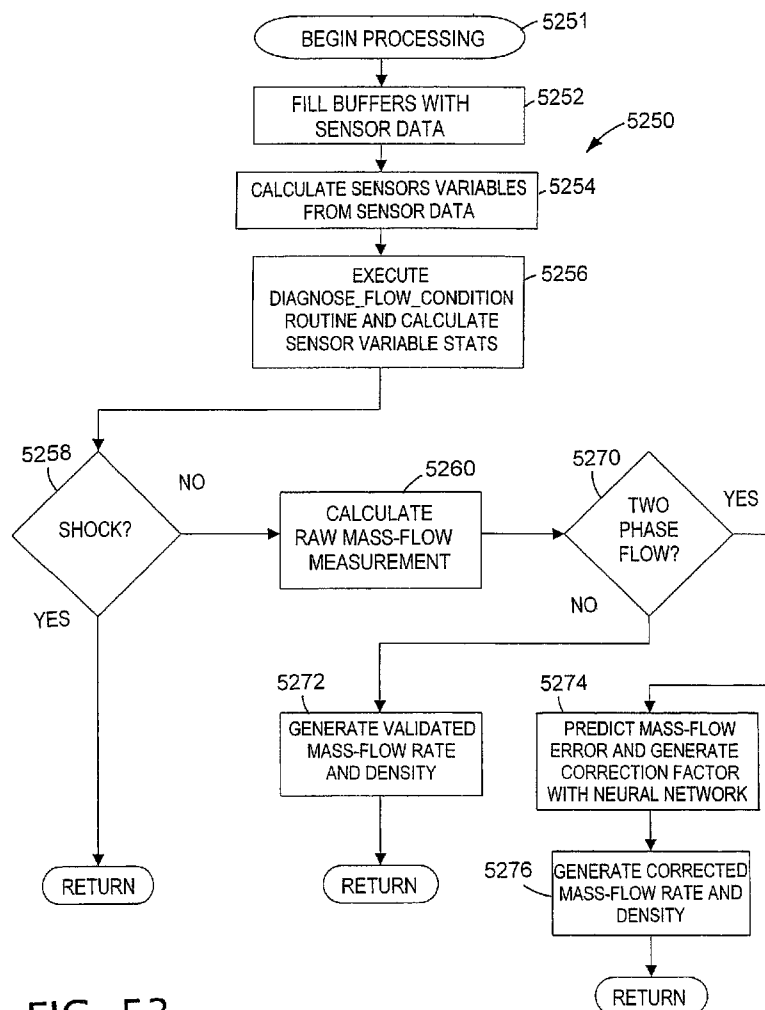 BEGIN PROCESSING
5251
FILL BUFFERS WITH
SENSOR DATA
5252
5250
CALCULATE SENSORS VARIABLES
FROM SENSOR DATA
5254
EXECUTE
DIAGNOSE_FLOW_CONDITION
ROUTINE AND CALCULATE
SENSOR VARIABLE STATS
5256
5258
SHOCK?
NO
YES
5260
CALCULATE
RAW MASS-FLOW
MEASUREMENT
5270
TWO
PHASE
FLOW?
YES
NO
5272
GENERATE VALIDATED
MASS-FLOW RATE
AND DENSITY
5274
PREDICT MASS-FLOW
ERROR AND GENERATE
CORRECTION FACTOR
WITH NEURAL NETWORK
5276
GENERATE CORRECTED
MASS-FLOW RATE AND
DENSITY
RETURN
RETURN
RETURN
FIG. 53